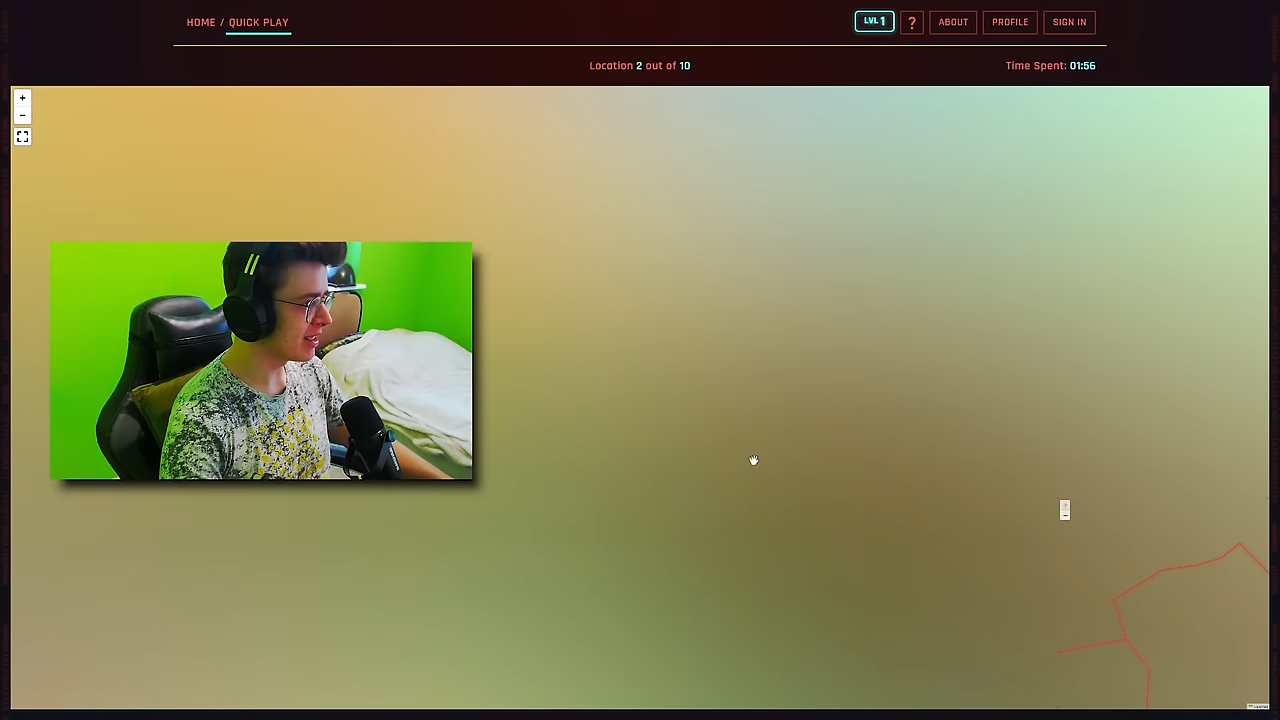 HOME / QUICK PLAY
LVL 1
?
ABOUT
PROFILE
SIGN IN
Location 2 out of 10
Time Spent: 01:56
+
−